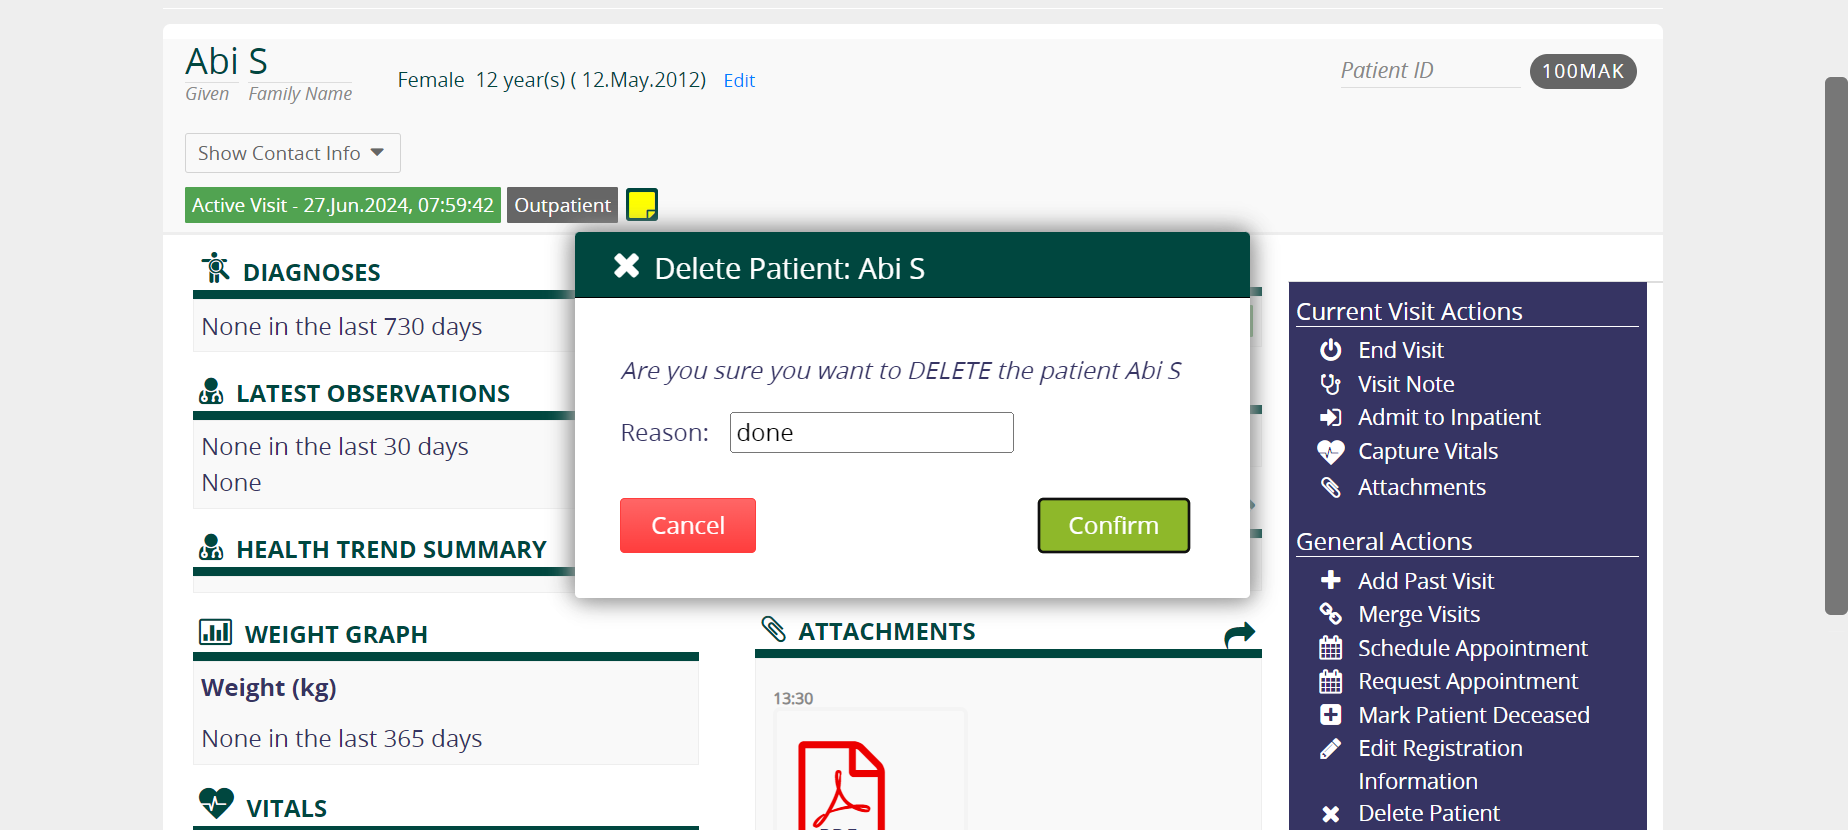 Abi S
Given Family Name
Female 12 year(s) ( 12.May.2012) Edit
Patient ID 100MAK
Show Contact Info
Active Visit - 27.Jun.2024, 07:59:42 Outpatient
DIAGNOSES
None in the last 730 days
LATEST OBSERVATIONS
None in the last 30 days
None
HEALTH TREND SUMMARY
WEIGHT GRAPH
Weight (kg)
None in the last 365 days
VITALS
Delete Patient: Abi S
Are you sure you want to DELETE the patient Abi S
Reason: done
Cancel Confirm
ATTACHMENTS
13:30
Current Visit Actions
End Visit
Visit Note
Admit to Inpatient
Capture Vitals
Attachments
General Actions
Add Past Visit
Merge Visits
Schedule Appointment
Request Appointment
Mark Patient Deceased
Edit Registration
Information
Delete Patient